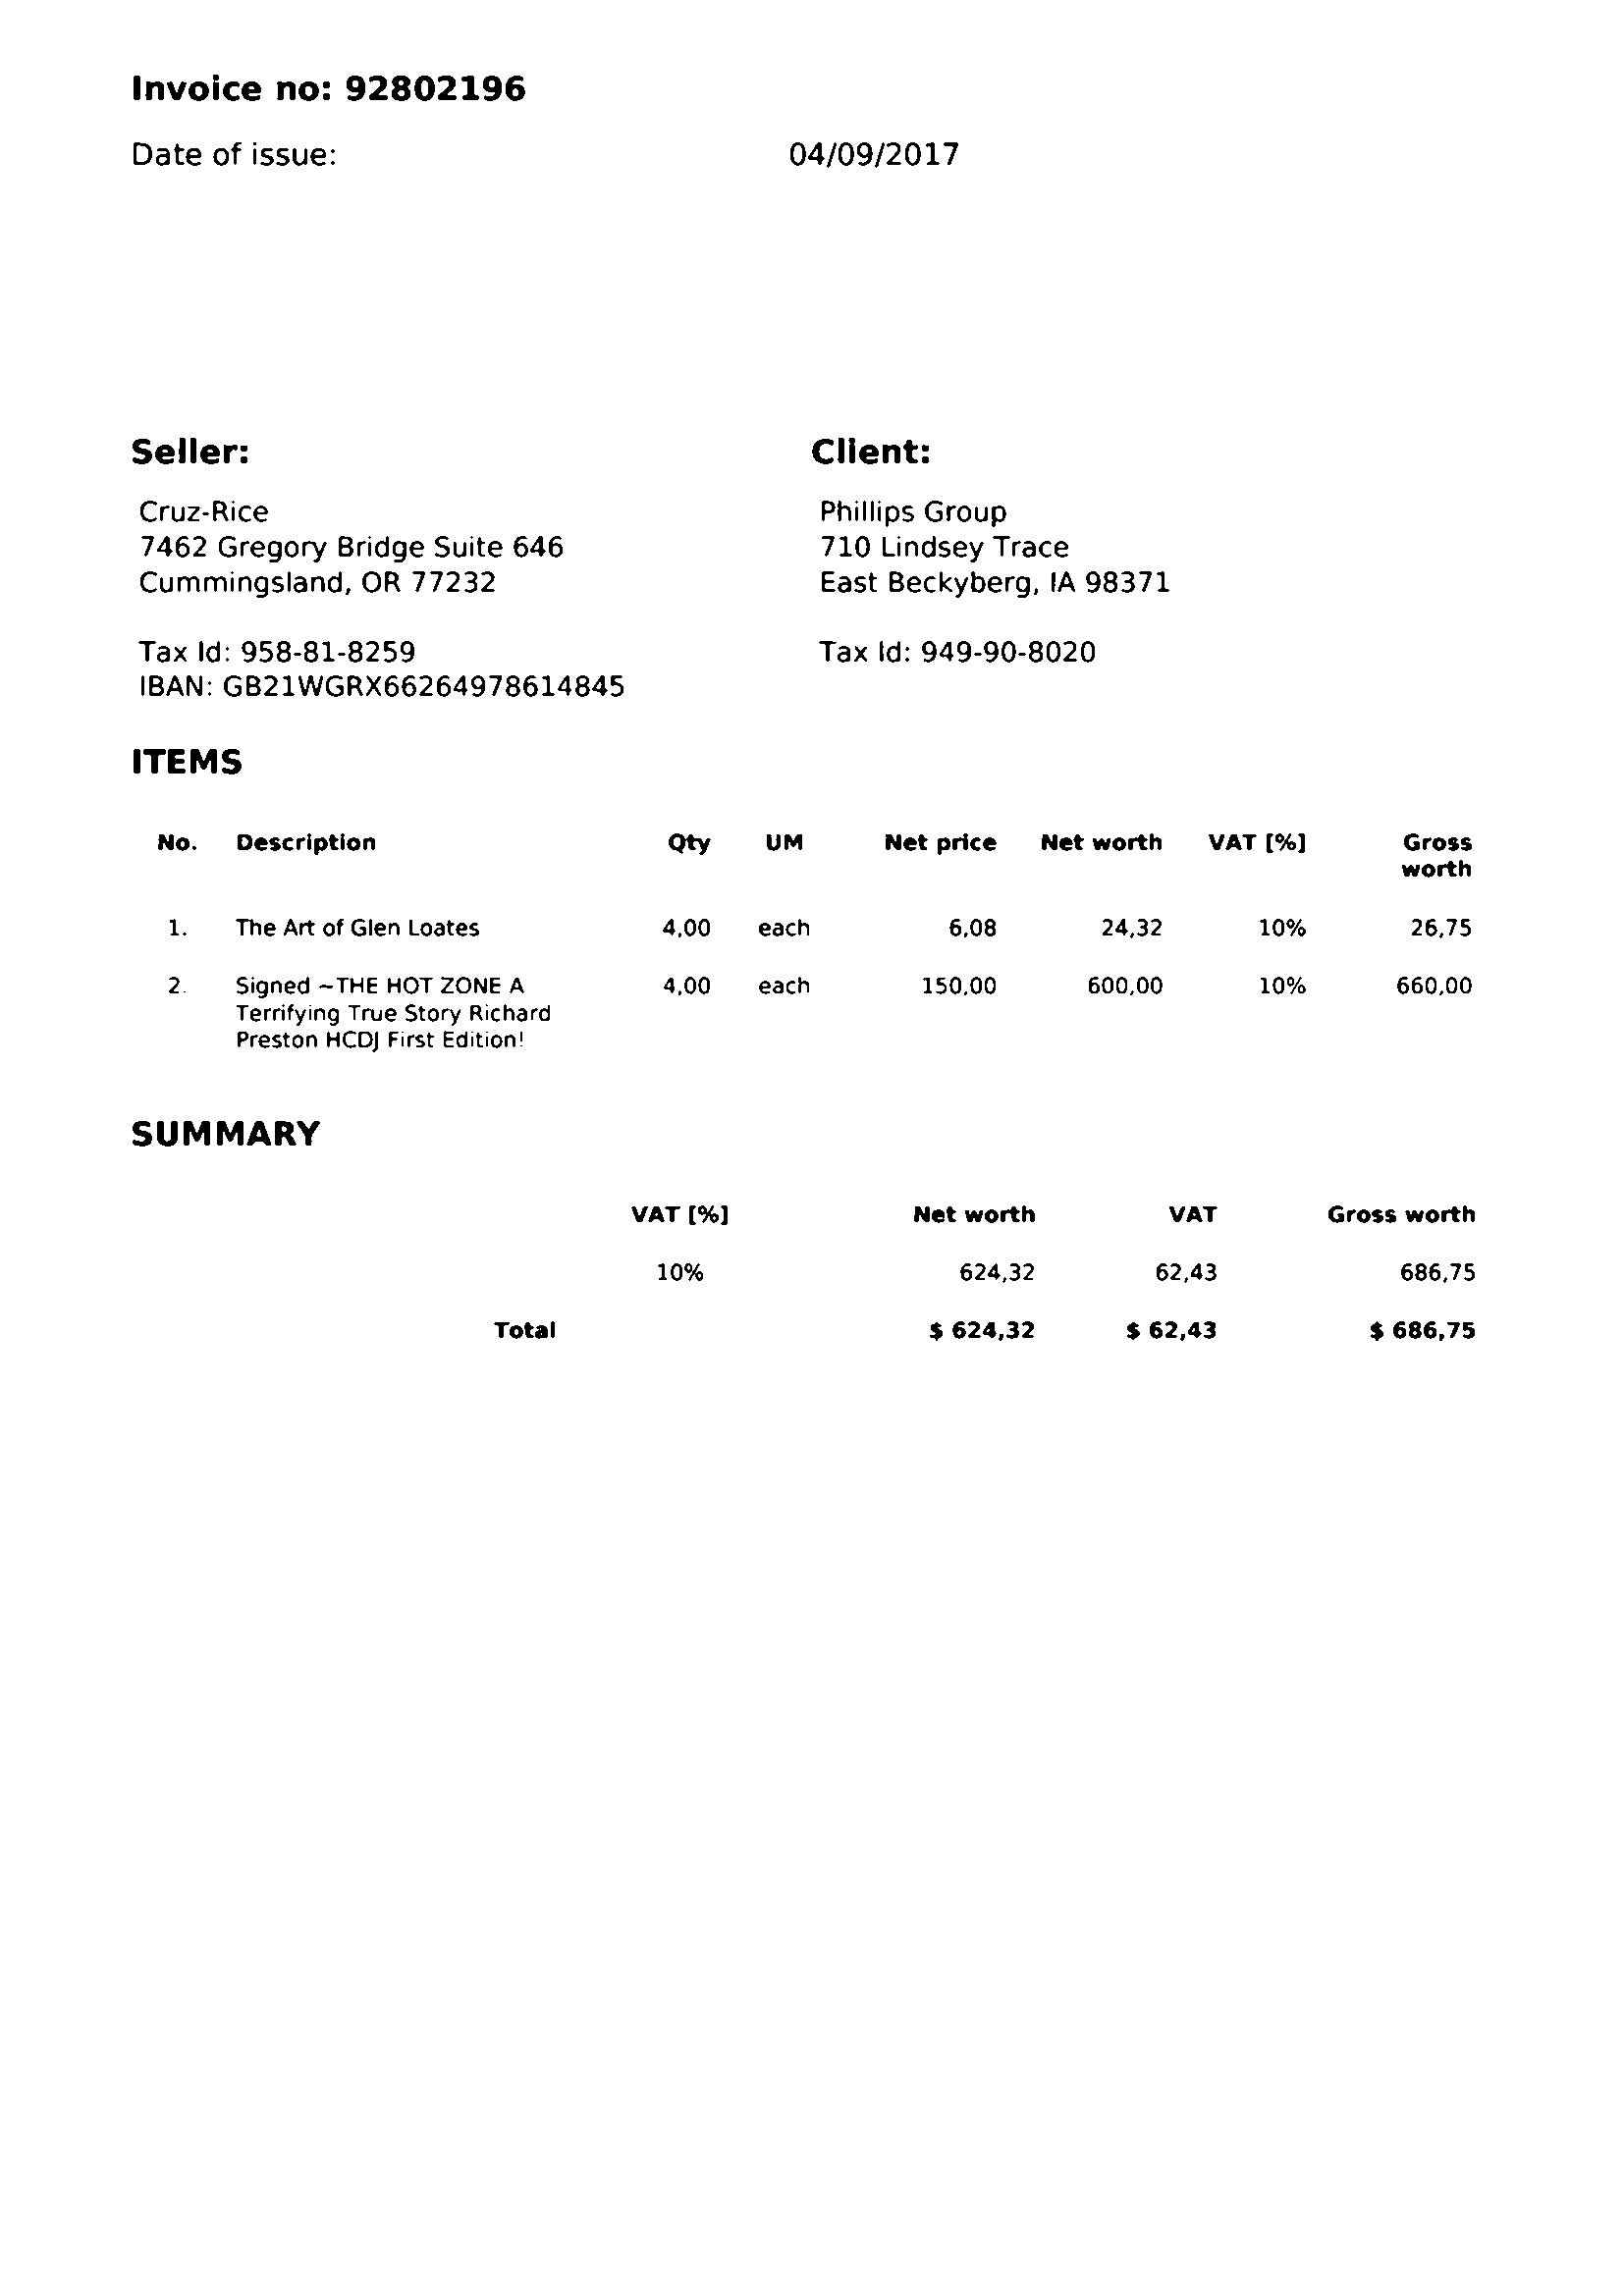 Invoice no: 92802196
Date of issue: 04/09/2017
Seller:
Cruz-Rice
7462 Gregory Bridge Suite 646
Cummingsland, OR 77232
Tax Id: 958-81-8259
IBAN: GB21WGRX66264978614845
Client:
Phillips Group
710 Lindsey Trace
East Beckyberg, IA 98371
Tax Id: 949-90-8020
ITEMS
No. Description Qty UM Net price Net worth VAT [%] Gross
worth
1. The Art of Glen Loates 4,00 each 6,08 24,32 10% 26,75
2. Signed ~THE HOT ZONE A 4,00 each 150,00 600,00 10% 660,00
Terrifying True Story Richard
Preston HCDJ First Edition!
SUMMARY
VAT [%] Net worth VAT Gross worth
10% 624,32 62,43 686,75
Total $ 624,32 $ 62,43 $ 686,75